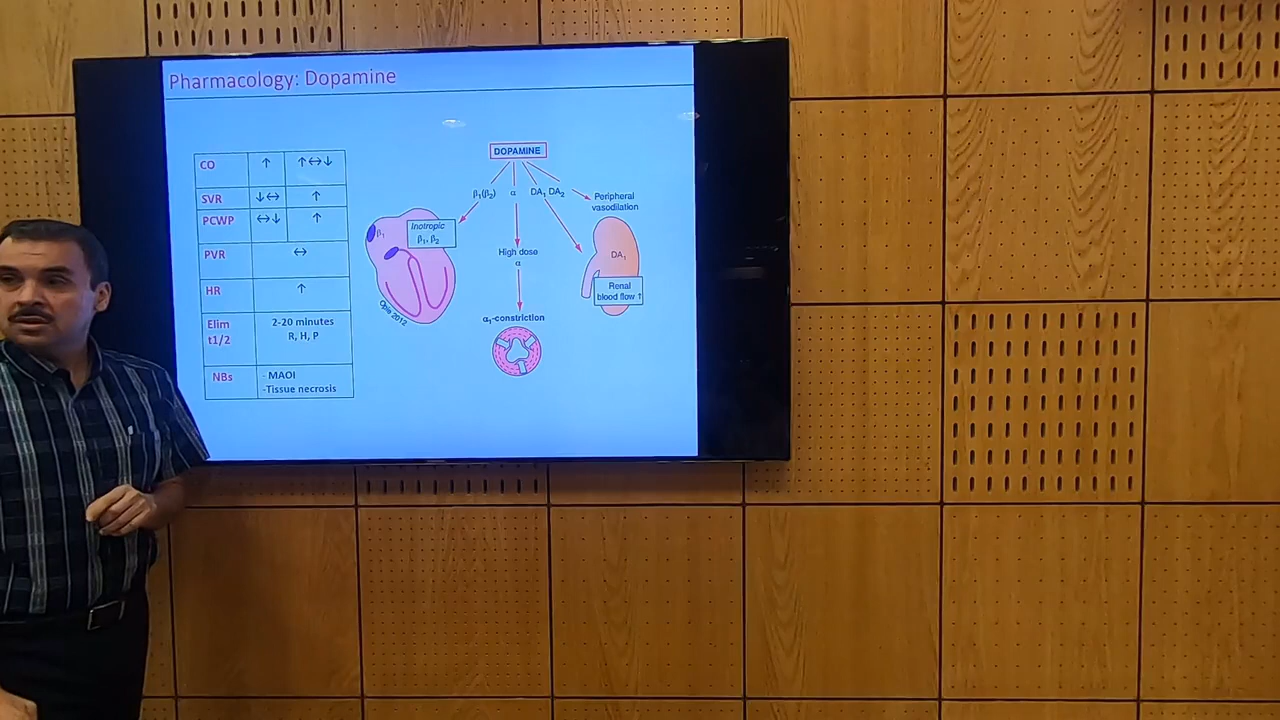 Pharmacology: Dopamine
CO ↑ ↑↔↓
SVR ↓↔ ↑
PCWP ↔↓ ↑
PVR ↔
HR ↑
Elim
t1/2
2-20 minutes
R, H, P
NBs
- MAOI
-Tissue necrosis
DOPAMINE
β₁(β₂) α DA₁ DA₂
Peripheral
vasodilation
β₁
Inotropic
β₁, β₂
Opie 2012
High dose
α
α₁-constriction
DA₁
Renal
blood flow ↑